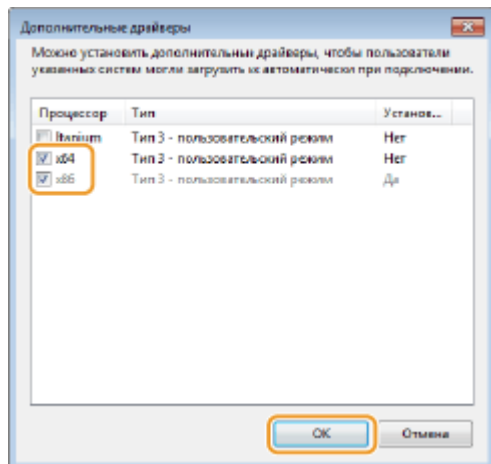 Дополнительные драйверы
Можно установить дополнительные драйверы, чтобы пользователи
указанных систем могли загрузить их автоматически при подключении.
Процессор Тип Установ...
Itanium Тип 3 - пользовательский режим Нет
x64 Тип 3 - пользовательский режим Нет
x86 Тип 3 - пользовательский режим Да
ОК Отмена